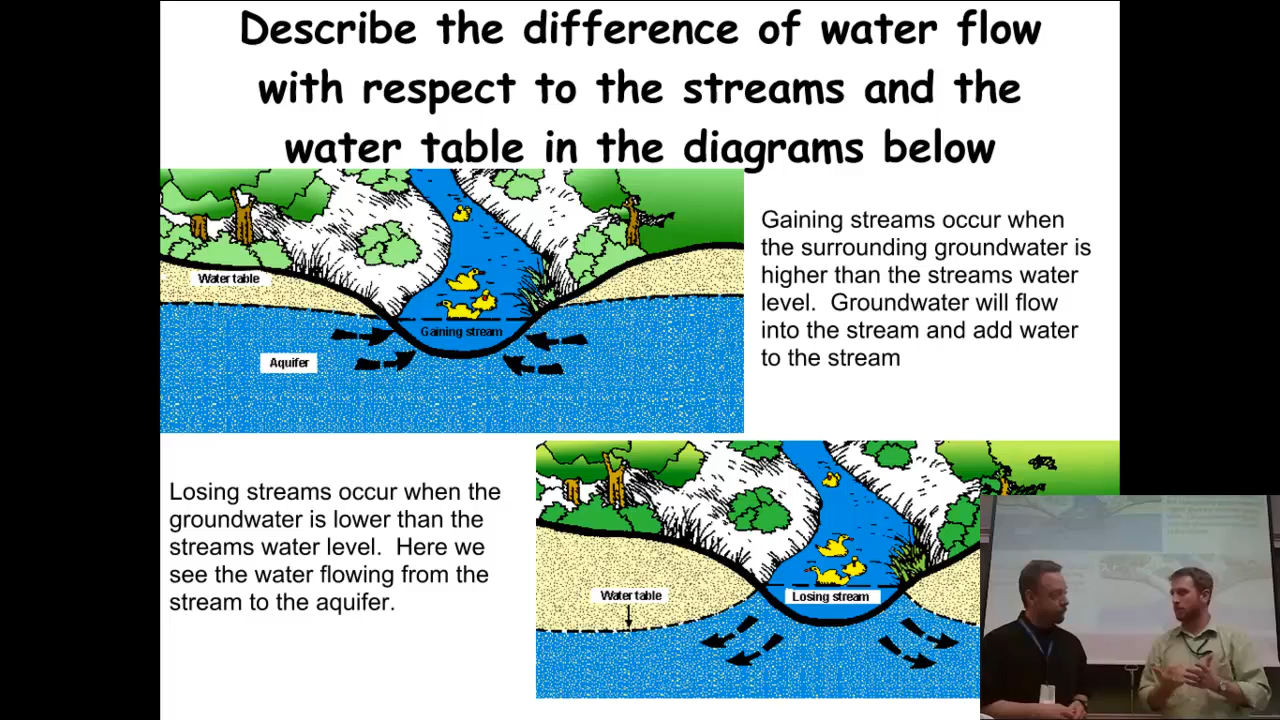 Describe the difference of water flow
with respect to the streams and the
water table in the diagrams below
Gaining streams occur when
the surrounding groundwater is
higher than the streams water
level.  Groundwater will flow
into the stream and add water
to the stream
Water table
Gaining stream
Aquifer
Losing streams occur when the
groundwater is lower than the
streams water level.  Here we
see the water flowing from the
stream to the aquifer.
Water table
Losing stream